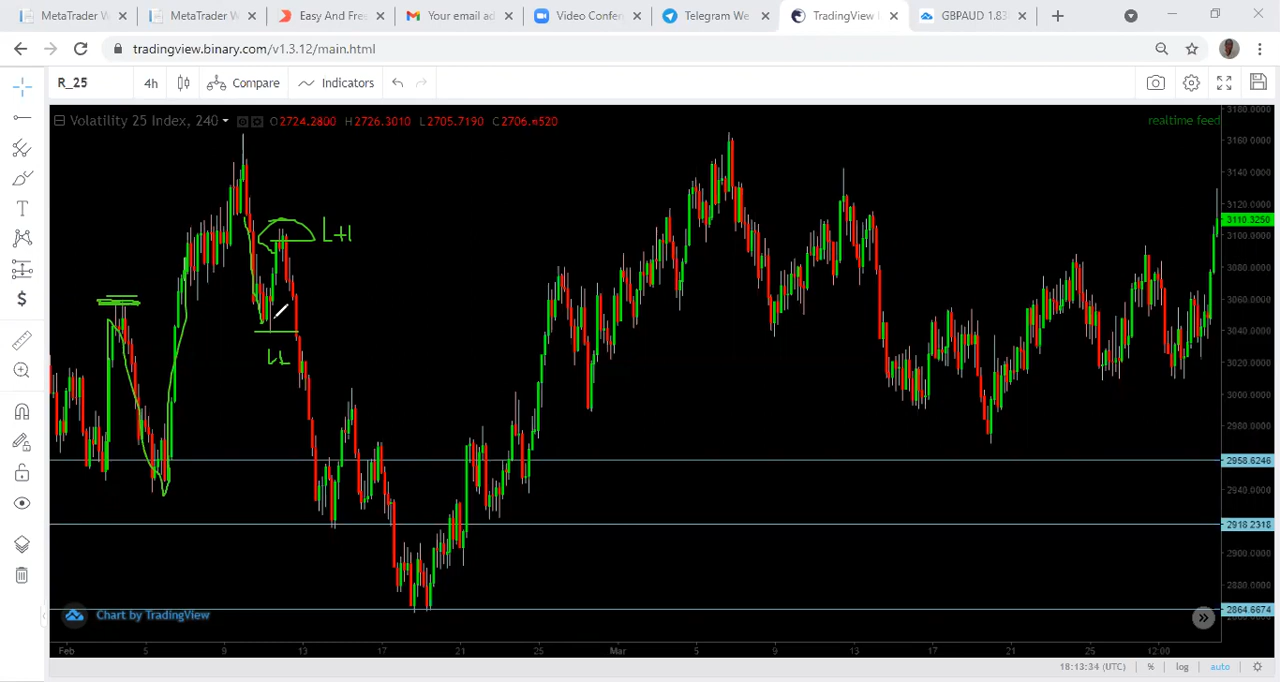 MetaTrader W
MetaTrader W
Easy And Free
Your email ad
Video Confer
Telegram We
TradingView
GBPAUD 1.83
tradingview.binary.com/v1.3.12/main.html
R_25
4h
Compare
Indicators
Volatility 25 Index, 240
O2724.2800 H2726.3010 L2705.7190
realtime feed
3180.0000
3160.0000
3140.0000
3120.0000
3110.3250
3100.0000
3080.0000
3060.0000
3040.0000
3020.0000
3000.0000
2980.0000
2958.6246
2940.0000
2918.2318
2900.0000
2880.0000
2864.6674
LH
LL
Chart by TradingView
Feb
5
9
13
17
21
25
Mar
5
9
13
17
21
25
12:00
18:13:34 (UTC)
%
log
auto